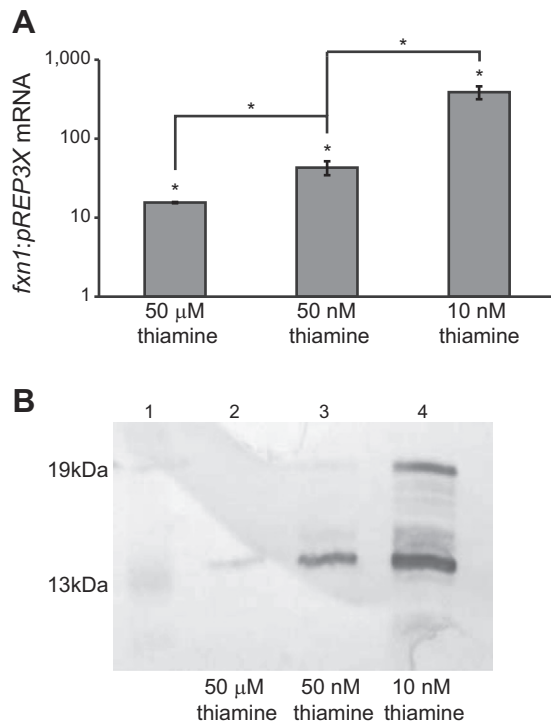 A
fxn1:pREP3X mRNA
1,000
100
10
1
*
*
*
*
*
50 μM
thiamine
50 nM
thiamine
10 nM
thiamine
B
1
2
3
4
19kDa
13kDa
50 μM
thiamine
50 nM
thiamine
10 nM
thiamine